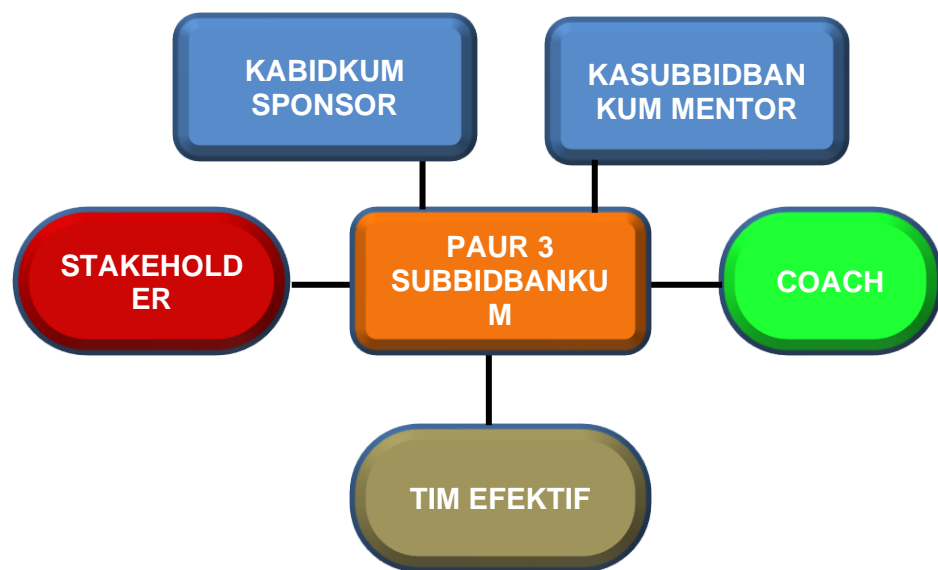 KABIDKUM
SPONSOR
KASUBBIDBAN
KUM MENTOR
STAKEHOLD
ER
PAUR 3
SUBBIDBANKU
M
COACH
TIM EFEKTIF